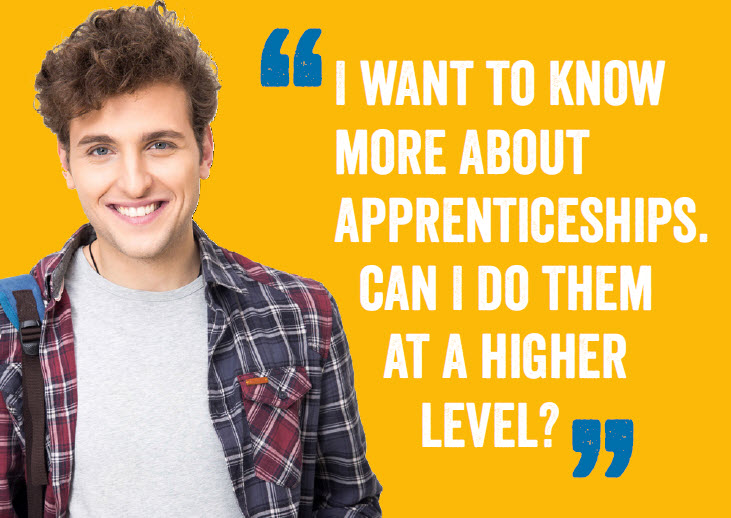 “I WANT TO KNOW
MORE ABOUT
APPRENTICESHIPS.
CAN I DO THEM
AT A HIGHER
LEVEL?”